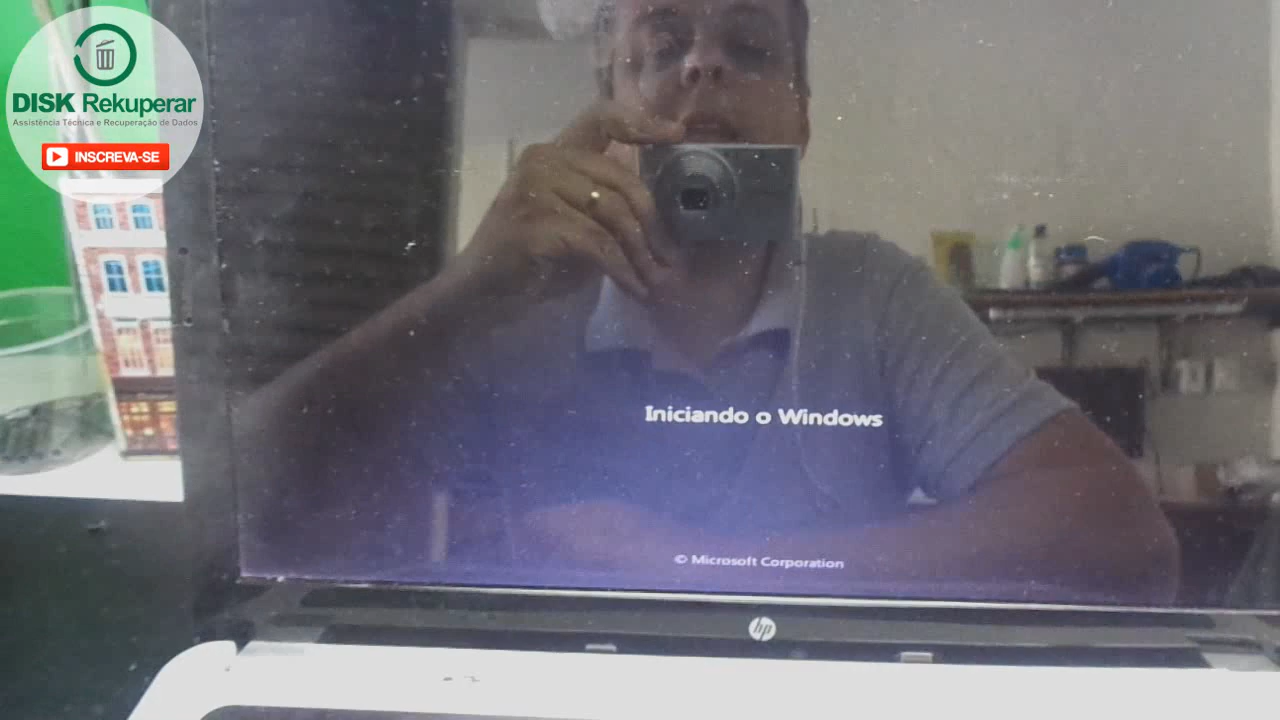 DISK Rekuperar
Assistência Técnica e Recuperação de Dados
INSCREVA-SE
Iniciando o Windows
© Microsoft Corporation
hp